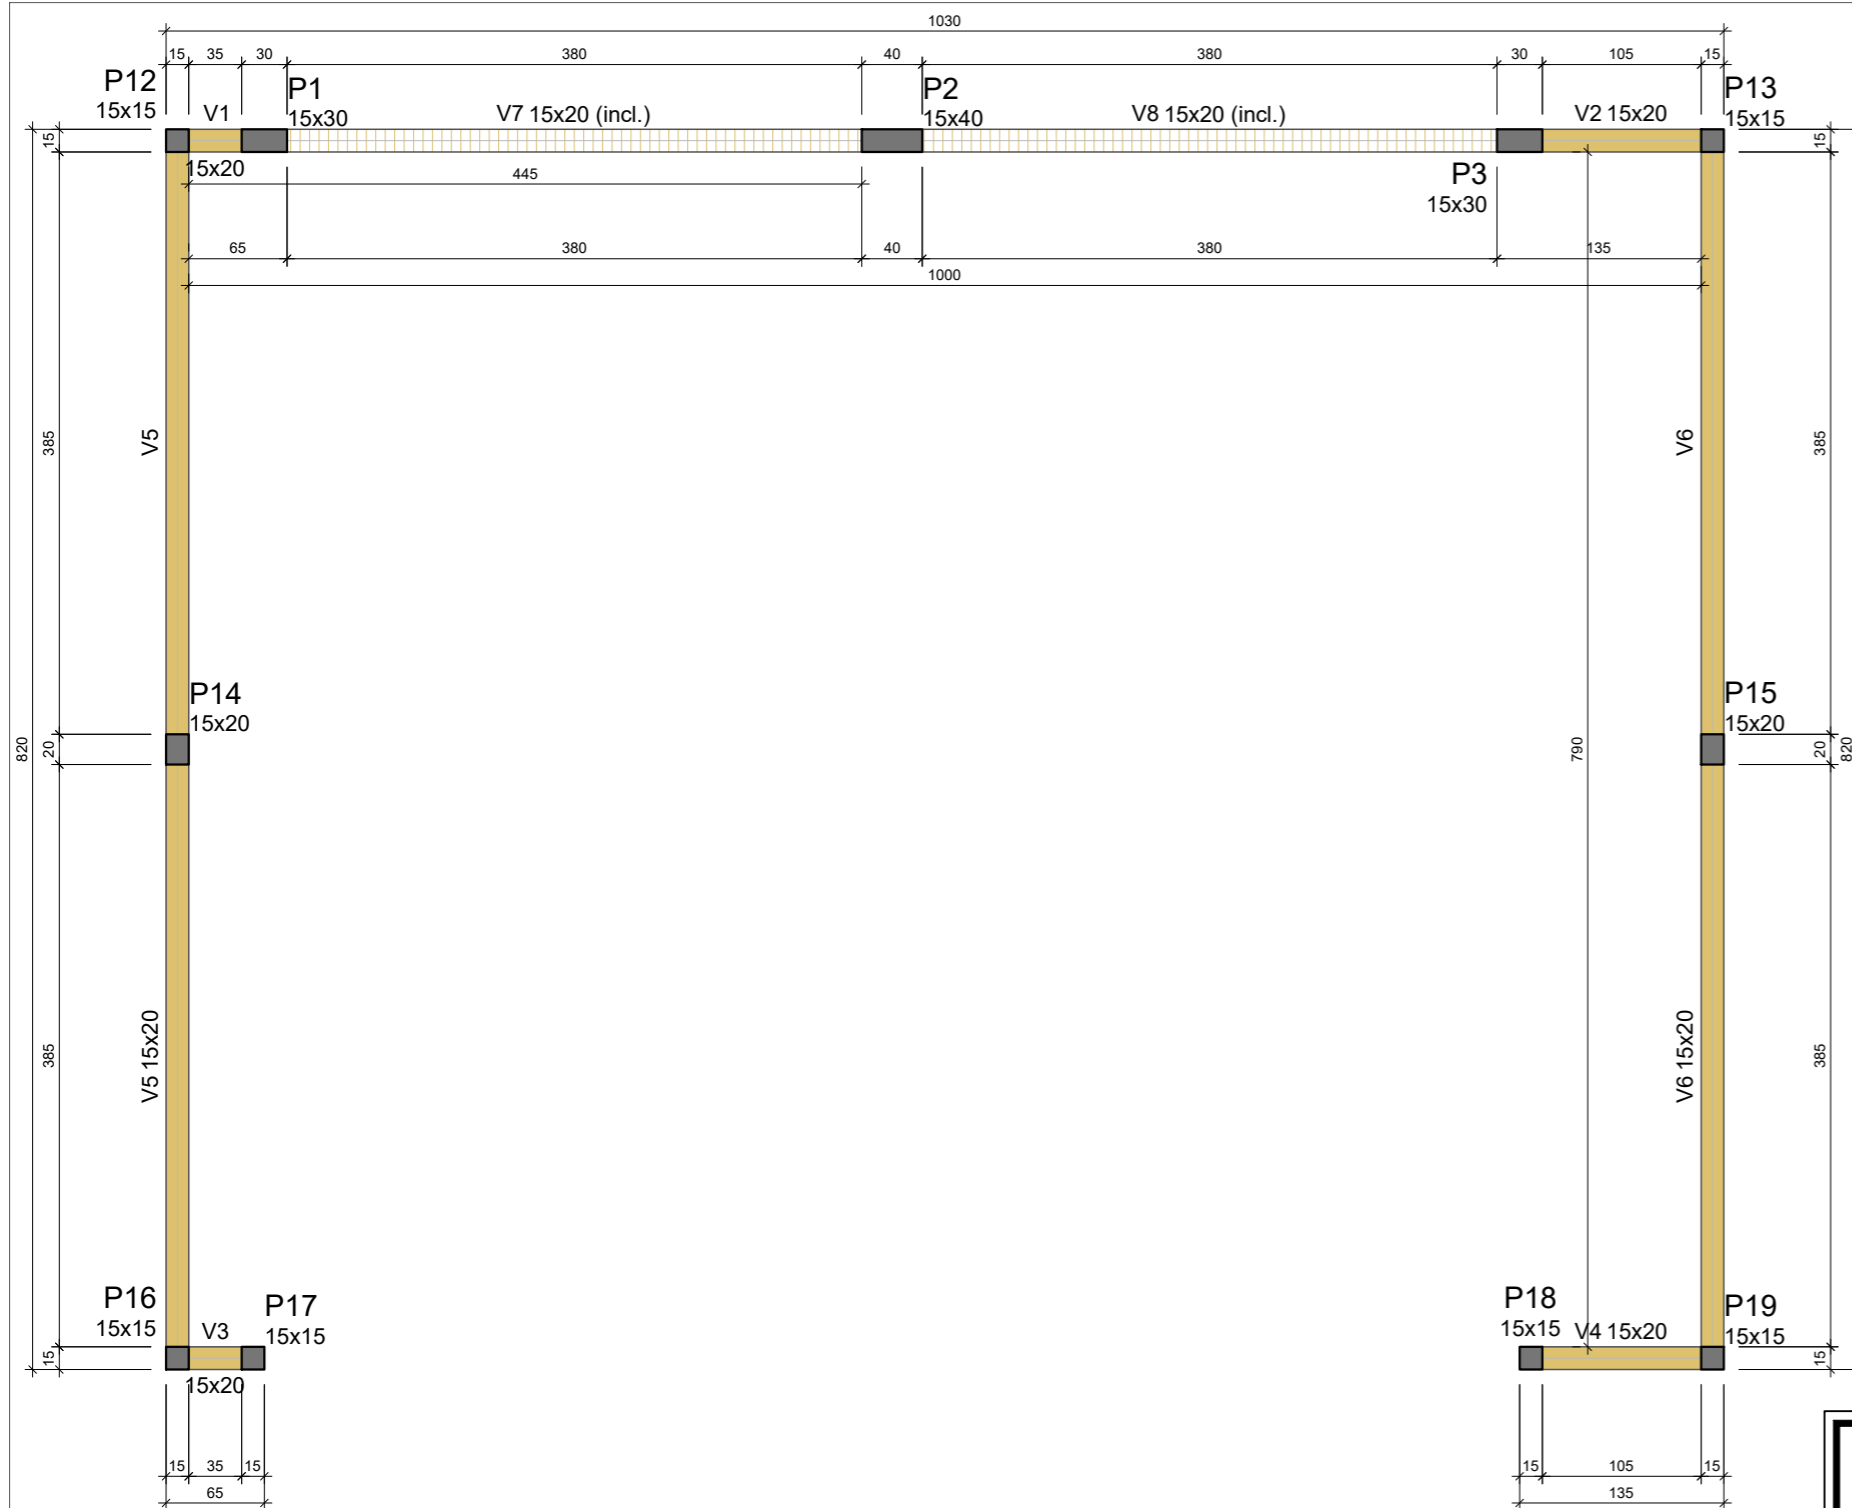 1030
15 35 30 380 40 380 30 105 15
P12 P1 P2 P13
15x15 V1 15x30 V7 15x20 (incl.) 15x40 V8 15x20 (incl.) V2 15x20 15x15
15 15
15x20 445 P3
15x30
65 380 40 380 135
1000
385 V5 V6 385
P14 P15
15x20 15x20
820 20 790 20 820
385 V5 15x20 V6 15x20 385
P16 P17 P18 P19
15x15 V3 15x15 15x15 V4 15x20 15x15
15 15
15x20
15 35 15 15 105 15
65 135